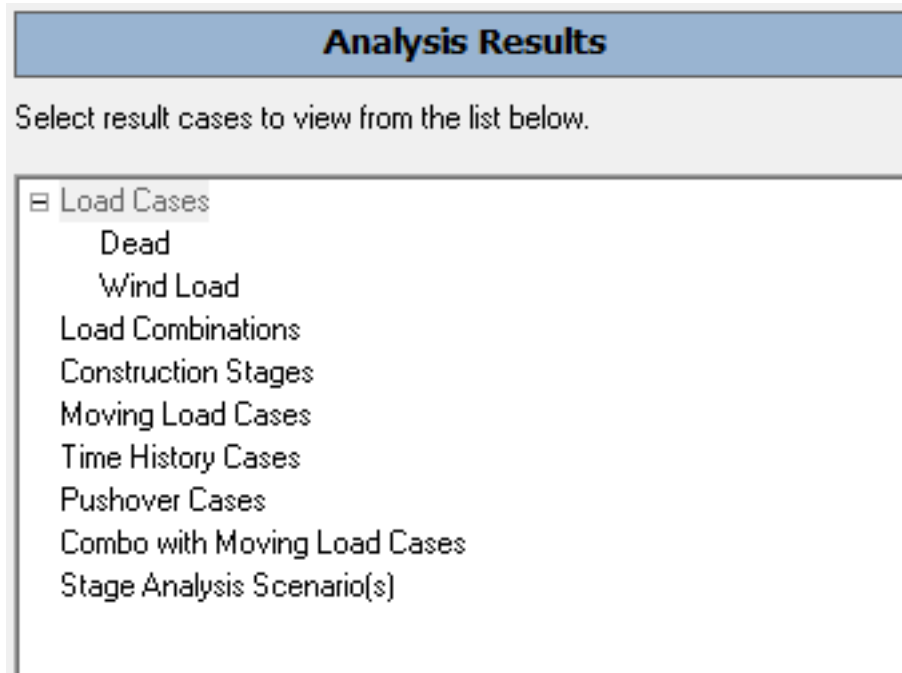 Analysis Results
Select result cases to view from the list below.
Load Cases
Dead
Wind Load
Load Combinations
Construction Stages
Moving Load Cases
Time History Cases
Pushover Cases
Combo with Moving Load Cases
Stage Analysis Scenario(s)